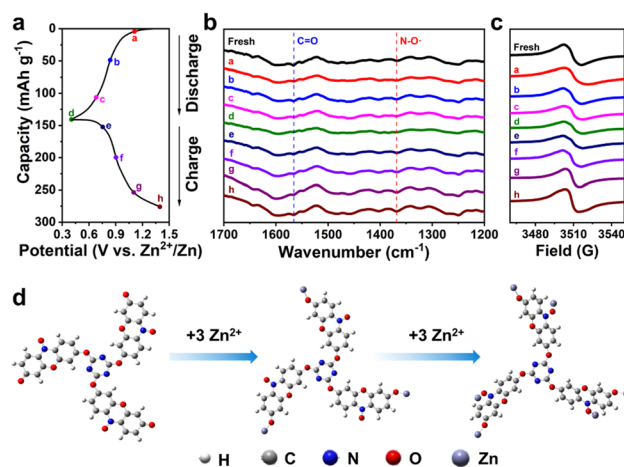 a
b
c
C=O
N-O·
Fresh
a
b
c
d
e
f
g
h
Capacity (mAh g⁻¹)
0
50
100
150
200
250
300
a
b
c
d
e
f
g
h
Discharge
Charge
0.3 0.6 0.9 1.2 1.5
Potential (V vs. Zn²⁺/Zn)
1700 1600 1500 1400 1300 1200
Wavenumber (cm⁻¹)
Fresh
a
b
c
d
e
f
g
h
3480 3510 3540
Field (G)
d
+3 Zn²⁺
+3 Zn²⁺
H C N O Zn